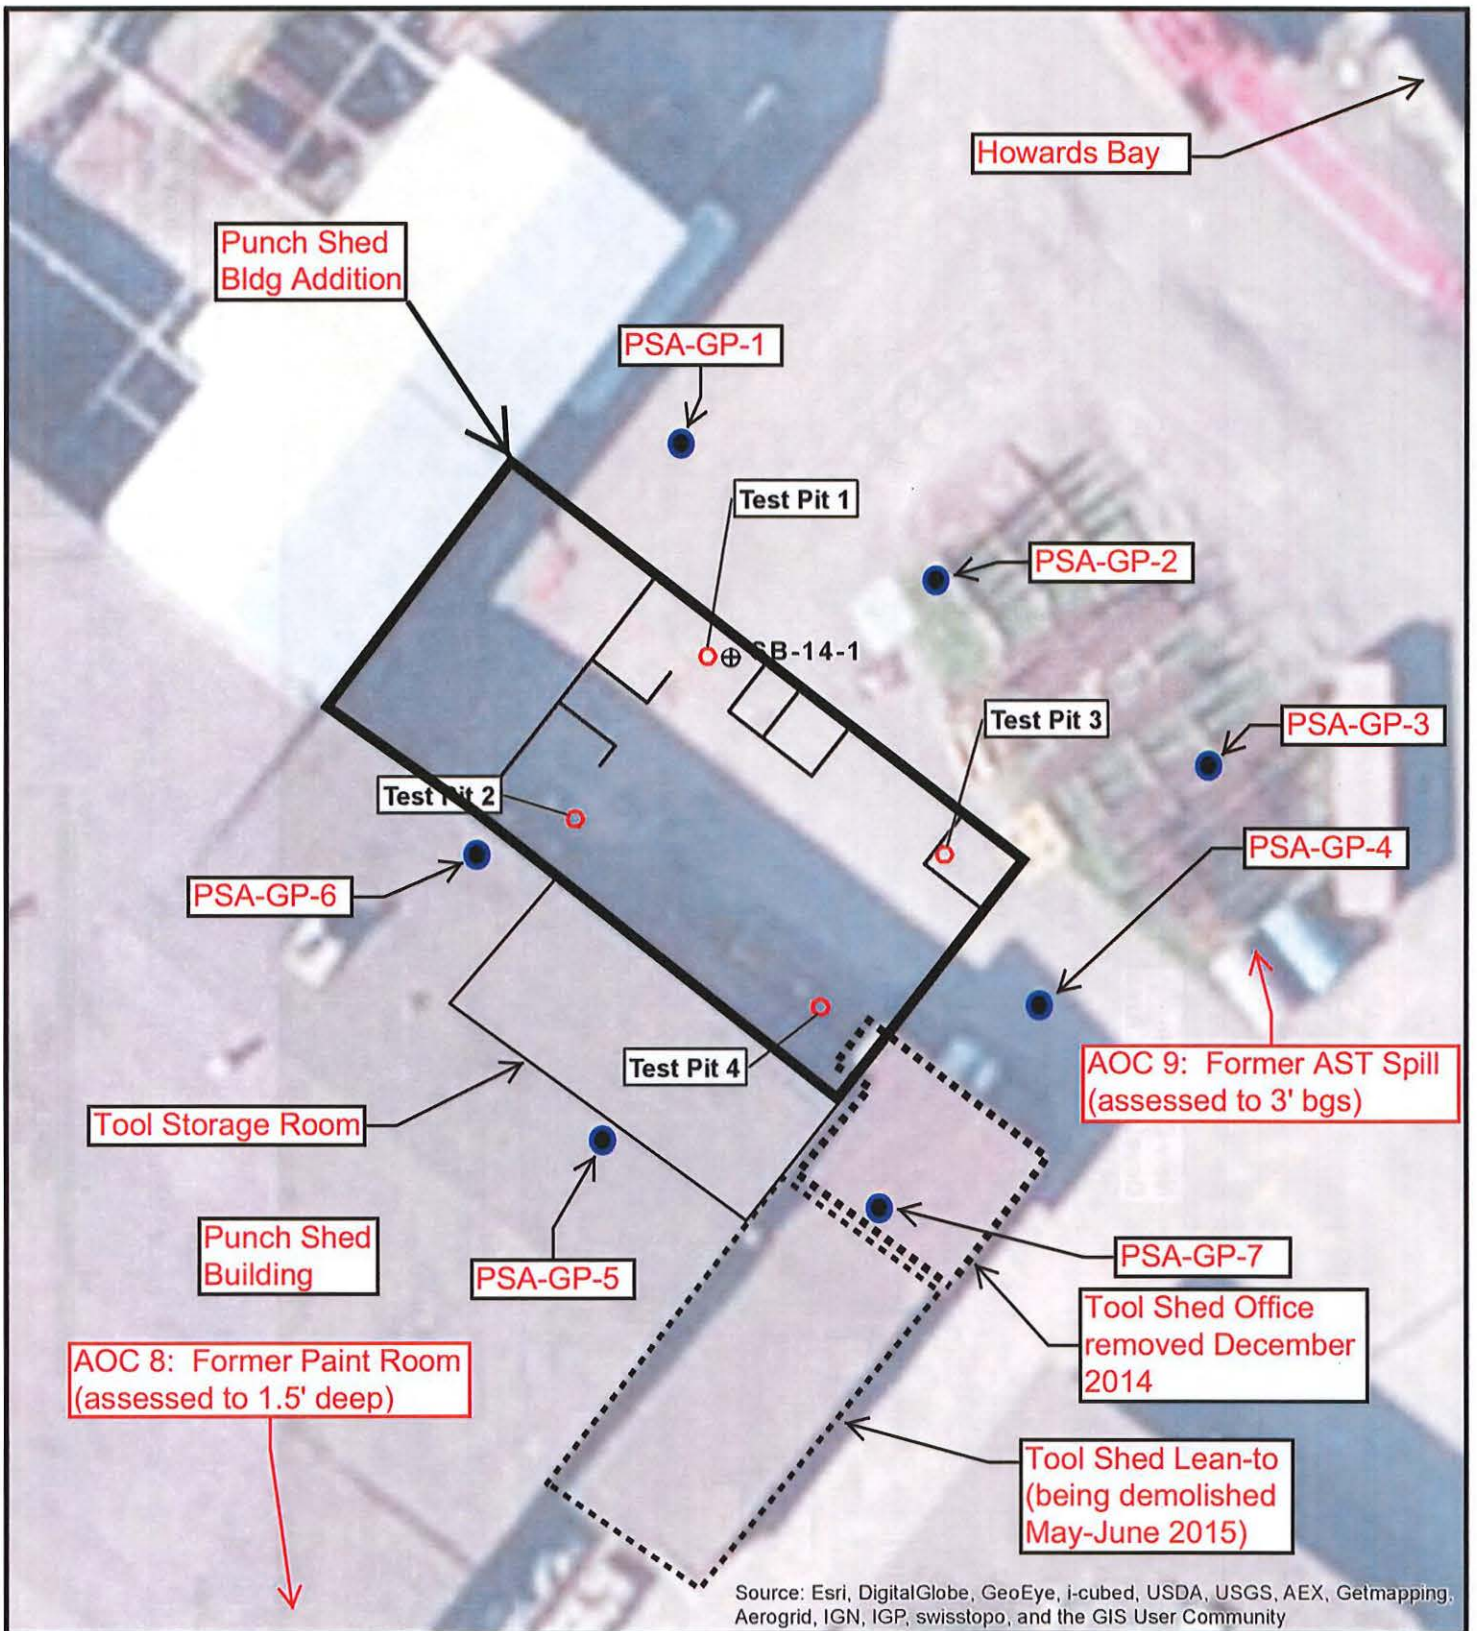 Howards Bay
Punch Shed
Bldg Addition
PSA-GP-1
Test Pit 1
PSA-GP-2
SB-14-1
Test Pit 3
PSA-GP-3
Test Pit 2
PSA-GP-4
PSA-GP-6
Test Pit 4
AOC 9: Former AST Spill
(assessed to 3' bgs)
Tool Storage Room
Punch Shed
Building
PSA-GP-5
PSA-GP-7
Tool Shed Office
removed December
2014
AOC 8: Former Paint Room
(assessed to 1.5' deep)
Tool Shed Lean-to
(being demolished
May-June 2015)
Source: Esri, DigitalGlobe, GeoEye, i-cubed, USDA, USGS, AEX, Getmapping,
Aerogrid, IGN, IGP, swisstopo, and the GIS User Community